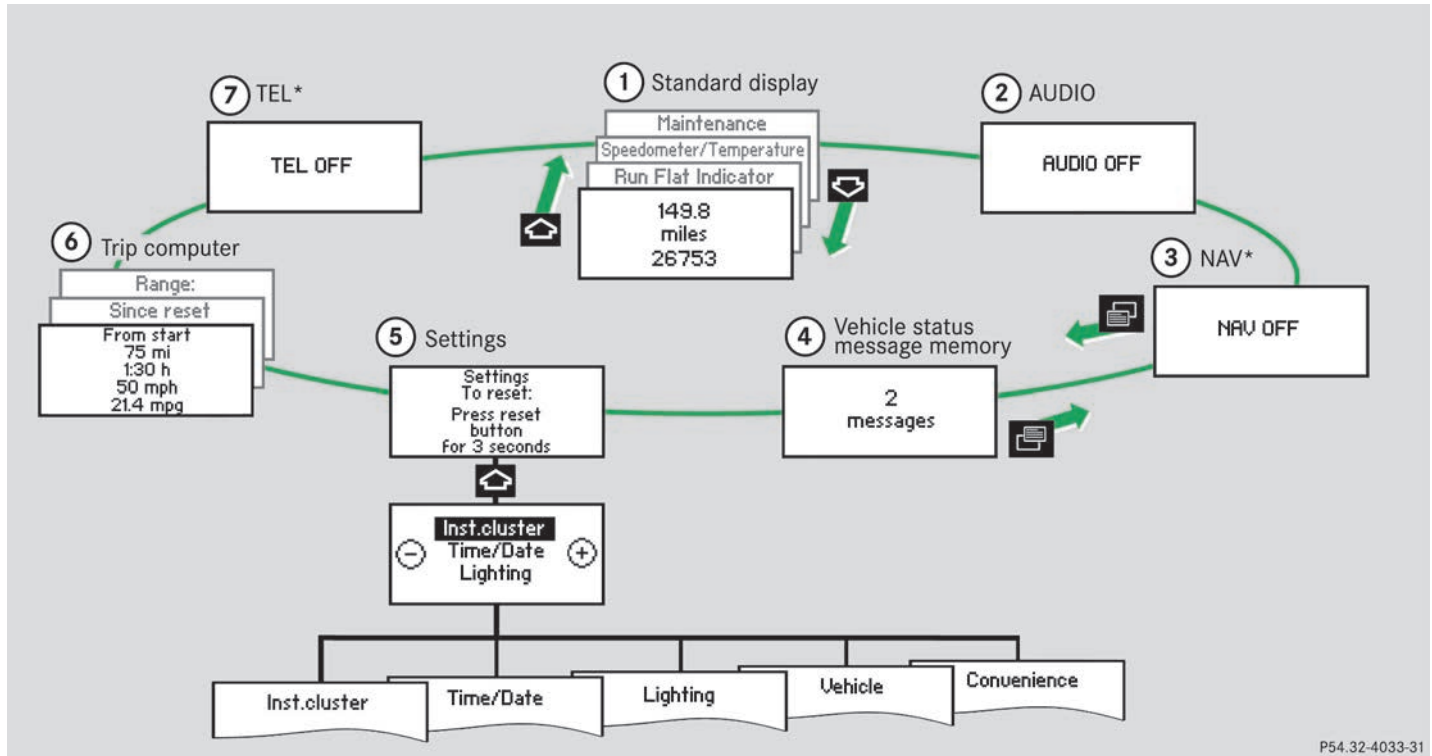 7 TEL*
TEL OFF
1 Standard display
Maintenance
Speedometer/Temperature
Run Flat Indicator
149.8
miles
26753
2 AUDIO
AUDIO OFF
3 NAV*
NAV OFF
4 Vehicle status
message memory
2
messages
5 Settings
Settings
To reset:
Press reset
button
for 3 seconds
6 Trip computer
Range:
Since reset
From start
75 mi
1:30 h
50 mph
21.4 mpg
Inst.cluster
Time/Date
Lighting
Inst.cluster
Time/Date
Lighting
Vehicle
Convenience
P54.32-4033-31